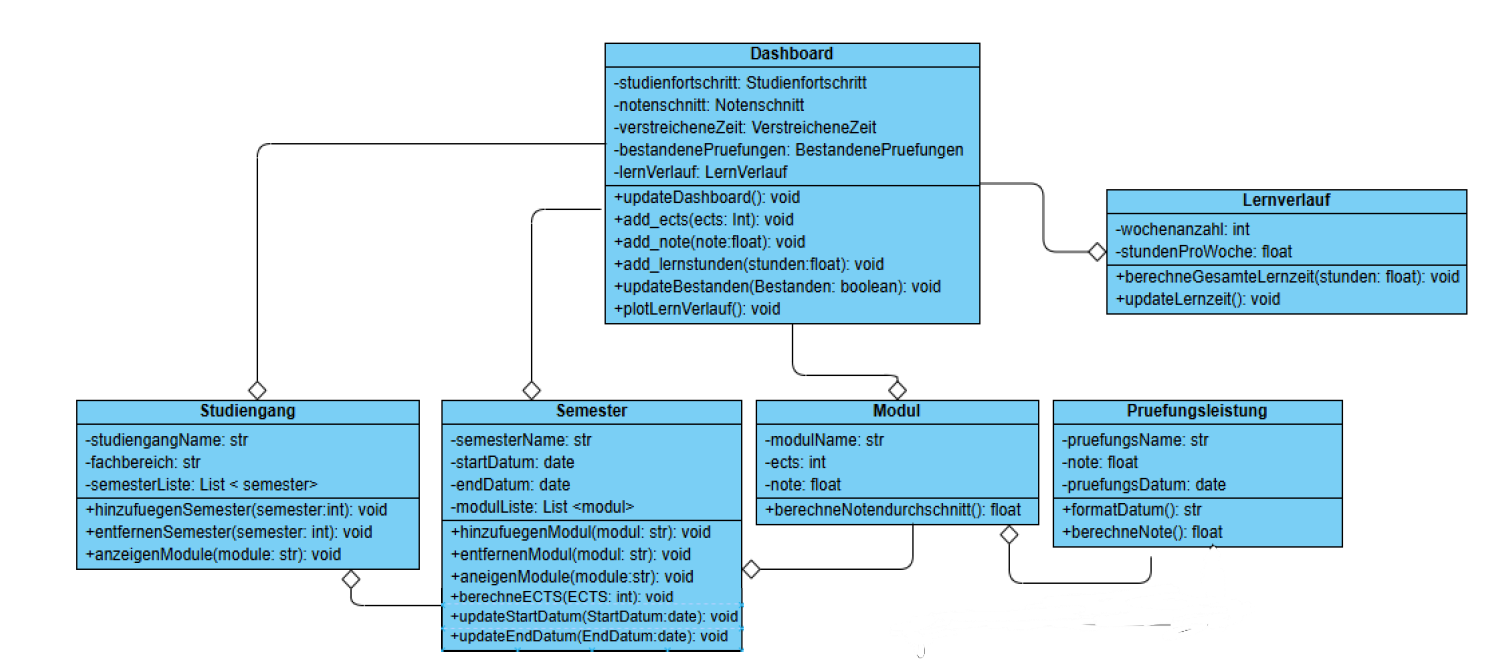 Dashboard
-studienfortschritt: Studienfortschritt
-notenschnitt: Notenschnitt
-verstreicheneZeit: VerstreicheneZeit
-bestandenePruefungen: BestandenePruefungen
-lernVerlauf: LernVerlauf
+updateDashboard(): void
+add_ects(ects: Int): void
+add_note(note:float): void
+add_lernstunden(stunden:float): void
+updateBestanden(Bestanden: boolean): void
+plotLernVerlauf(): void
Lernverlauf
-wochenanzahl: int
-stundenProWoche: float
+berechneGesamteLernzeit(stunden: float): void
+updateLernzeit(): void
Studiengang
-studiengangName: str
-fachbereich: str
-semesterListe: List < semester>
+hinzufuegenSemester(semester:int): void
+entfernenSemester(semester: int): void
+anzeigenModule(module: str): void
Semester
-semesterName: str
-startDatum: date
-endDatum: date
-modulListe: List <modul>
+hinzufuegenModul(modul: str): void
+entfernenModul(modul: str): void
+aneigenModule(module:str): void
+berechneECTS(ECTS: int): void
+updateStartDatum(StartDatum:date): void
+updateEndDatum(EndDatum:date): void
Modul
-modulName: str
-ects: int
-note: float
+berechneNotendurchschnitt(): float
Pruefungsleistung
-pruefungsName: str
-note: float
-pruefungsDatum: date
+formatDatum(): str
+berechneNote(): float